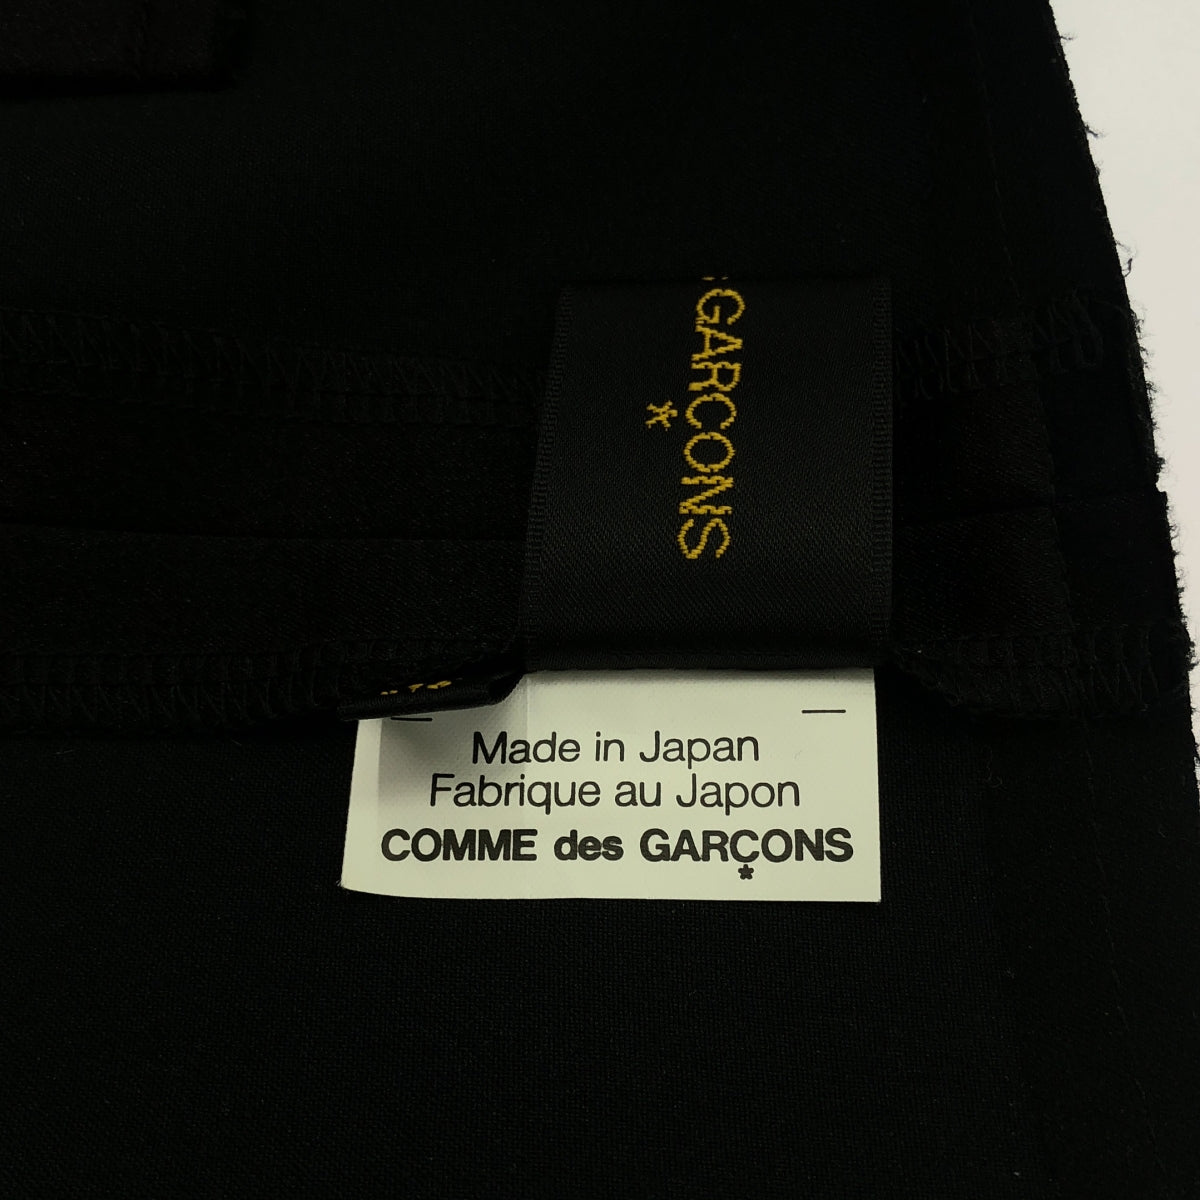 GARÇONS
Made in Japan
Fabrique au Japon
COMME des GARÇONS